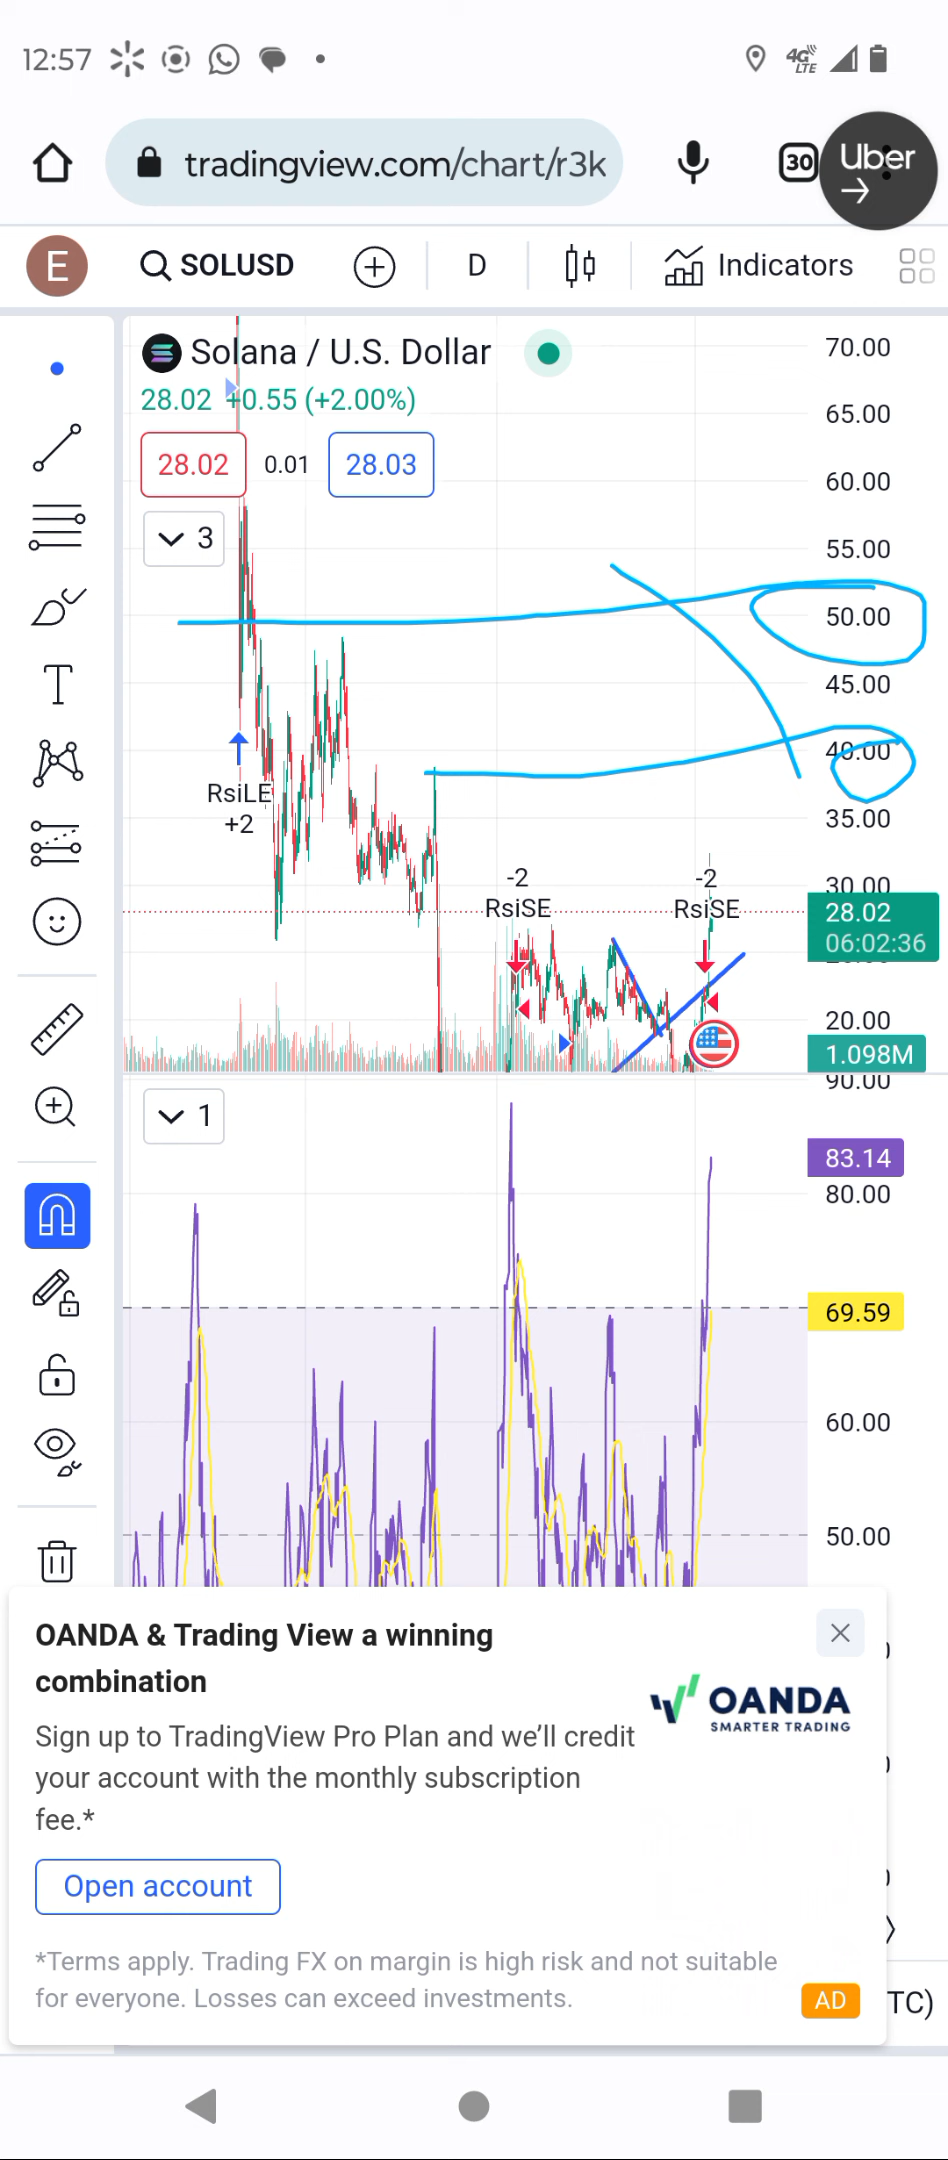 12:57
4G
LTE
tradingview.com/chart/r3k
30
Uber
E
SOLUSD
D
Indicators
Solana / U.S. Dollar
28.02 +0.55 (+2.00%)
28.02
0.01
28.03
3
70.00
65.00
60.00
55.00
50.00
45.00
40.00
35.00
30.00
28.02
06:02:36
20.00
1.098M
RsiLE
+2
-2
RsiSE
-2
RsiSE
1
90.00
83.14
80.00
69.59
60.00
50.00
OANDA & Trading View a winning
combination
OANDA
SMARTER TRADING
Sign up to TradingView Pro Plan and we’ll credit
your account with the monthly subscription
fee.*
Open account
*Terms apply. Trading FX on margin is high risk and not suitable
for everyone. Losses can exceed investments.
AD
TC)